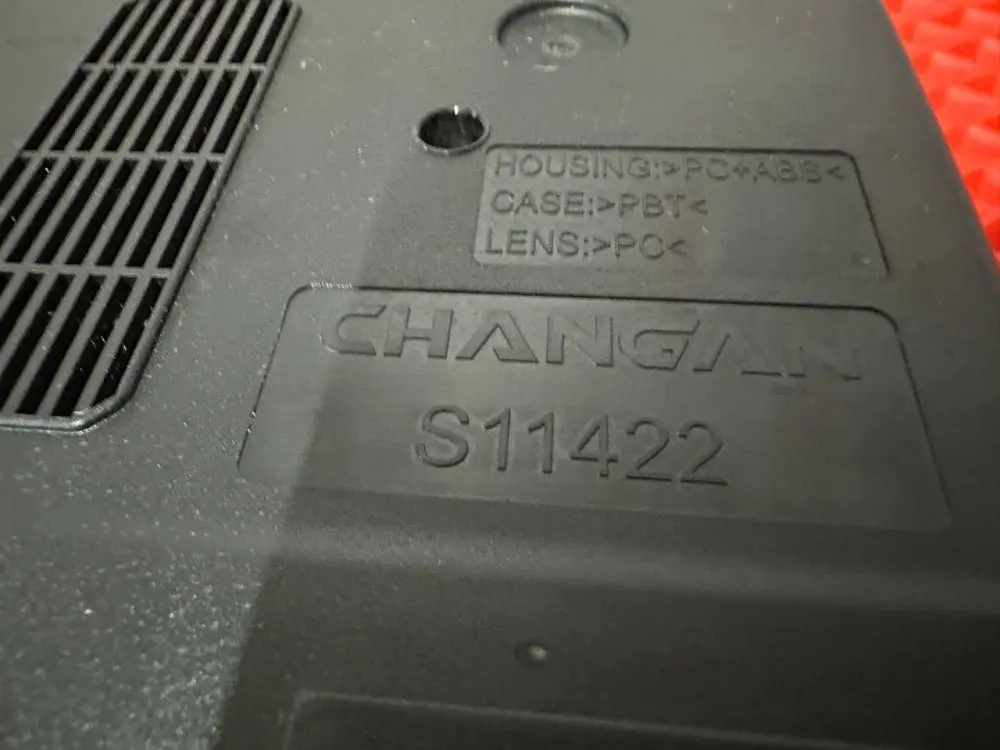 HOUSING:>PC+ABS<
CASE:>PBT<
LENS:>PC<
CHANGAN
S11422